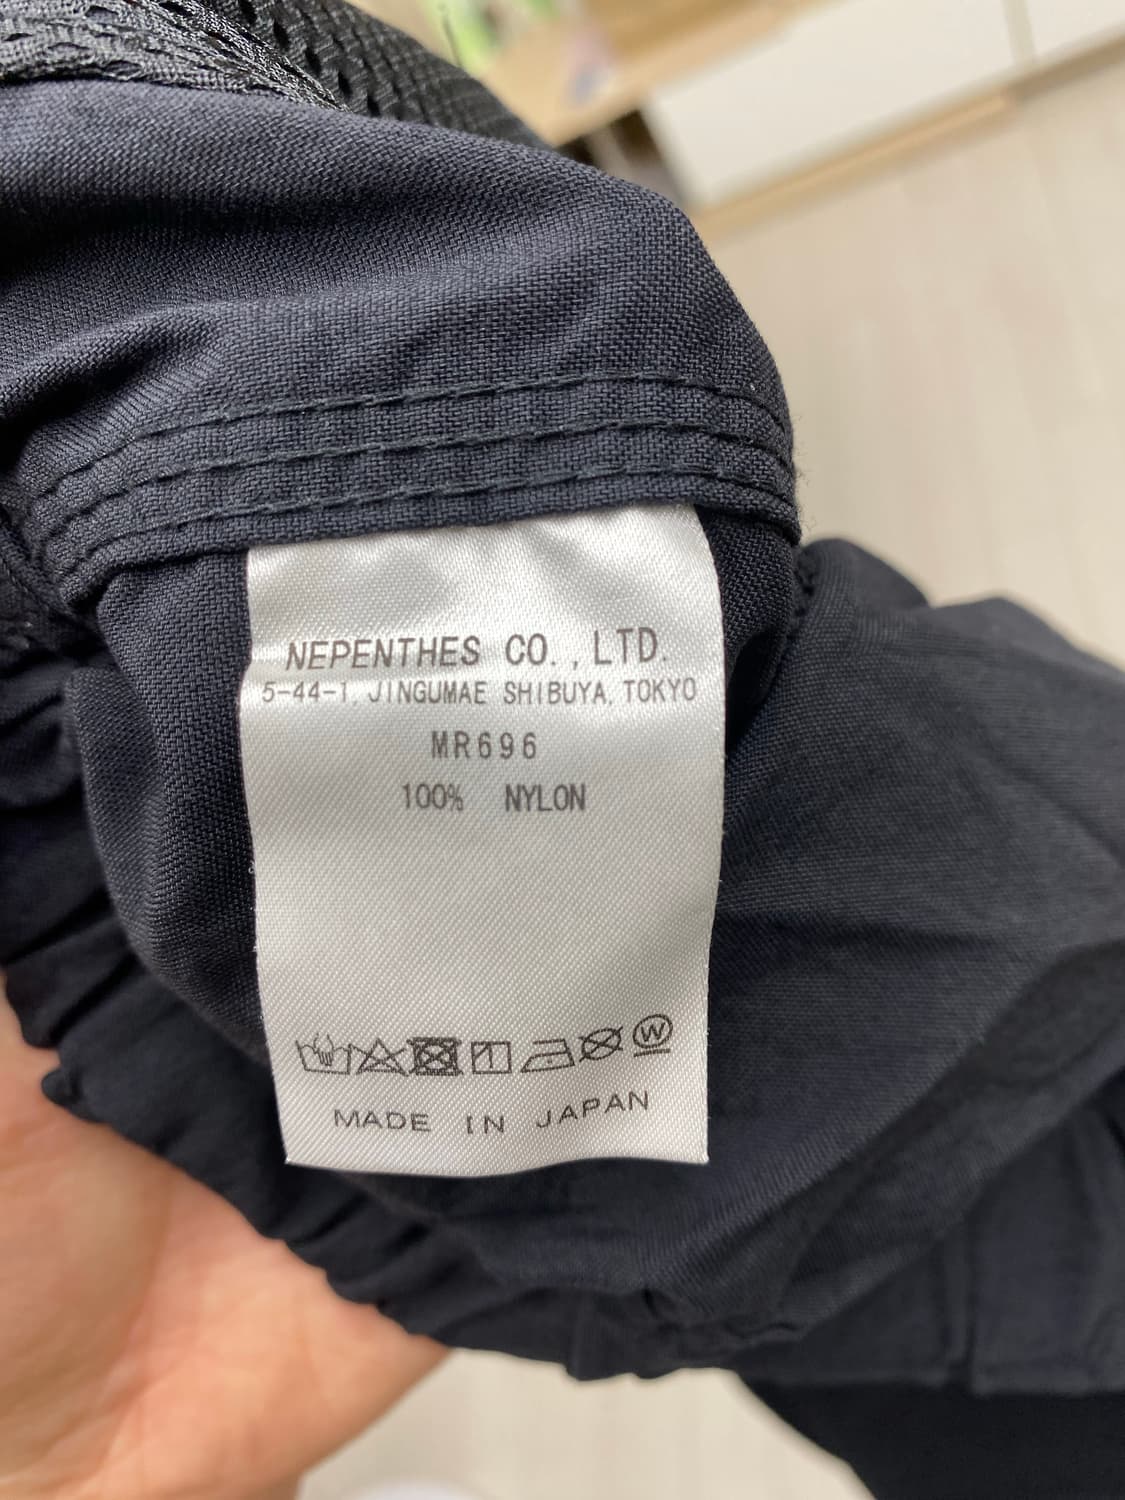 NEPENTHES CO., LTD.
5-44-1, JINGUMAE SHIBUYA, TOKYO
MR696
100% NYLON
W
MADE IN JAPAN